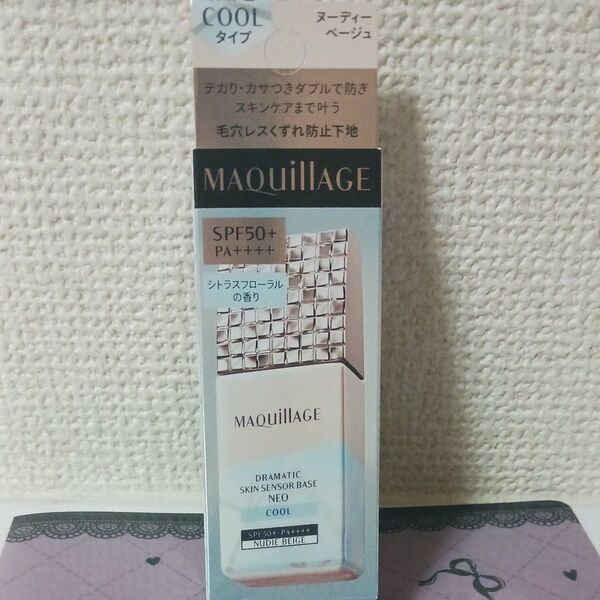 COOL
タイプ
ヌーディー
ベージュ
テカリ・カサつきダブルで防ぎ
スキンケアまで叶う
毛穴レスくずれ防止下地
MAQuillAGE
SPF50+
PA++++
シトラスフローラル
の香り
MAQuillAGE
DRAMATIC
SKIN SENSOR BASE
NEO
COOL
SPF50+ PA++++
NUDIE BEIGE